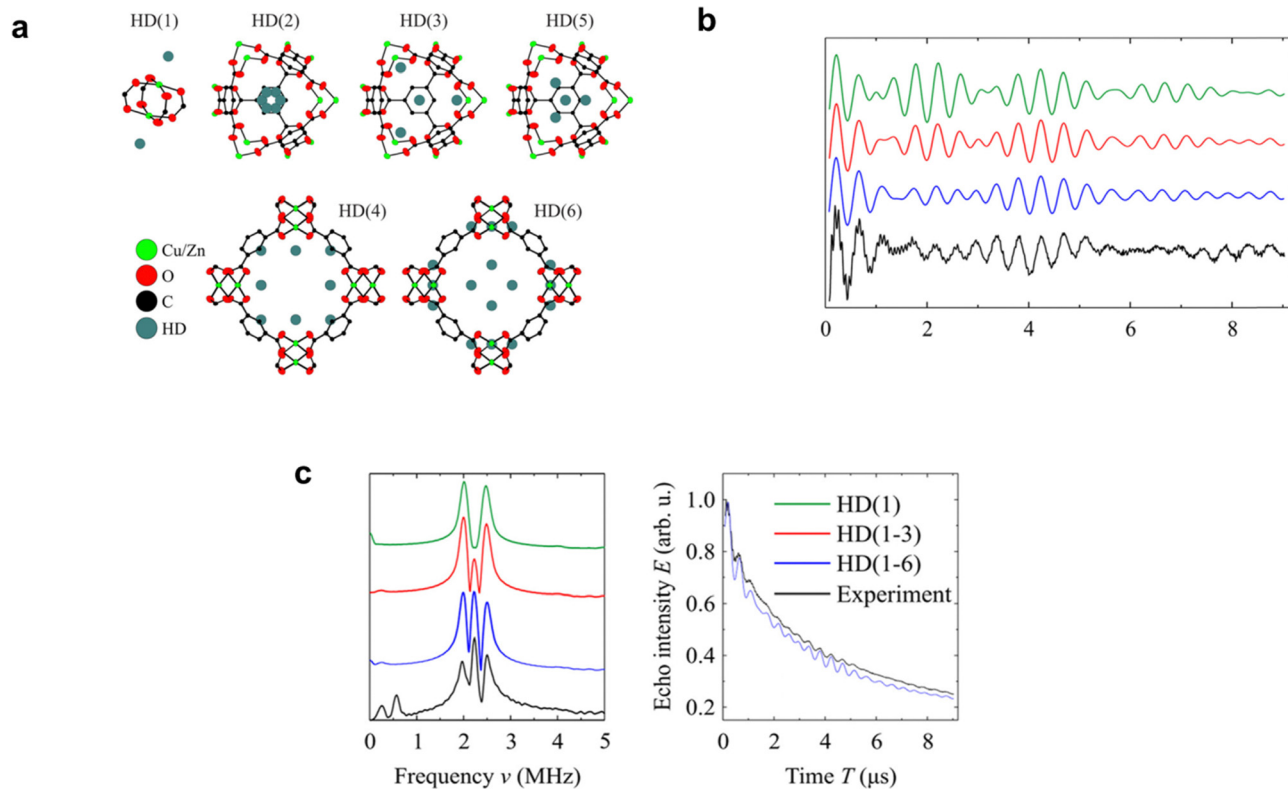 a
HD(1)
HD(2)
HD(3)
HD(5)
HD(4)
HD(6)
Cu/Zn
O
C
HD
b
0
2
4
6
8
c
0
1
2
3
4
5
Frequency ν (MHz)
Echo intensity E (arb. u.)
1.0
0.8
0.6
0.4
0.2
HD(1)
HD(1-3)
HD(1-6)
Experiment
0
2
4
6
8
Time T (μs)